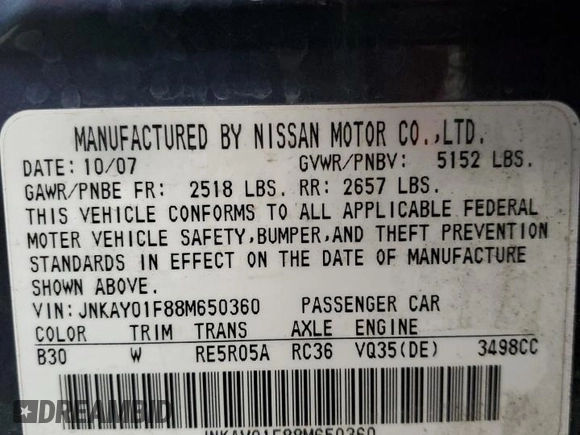 MANUFACTURED BY NISSAN MOTOR CO.,LTD.
DATE: 10/07 GVWR/PNBV: 5152 LBS.
GAWR/PNBE FR: 2518 LBS. RR: 2657 LBS.
THIS VEHICLE CONFORMS TO ALL APPLICABLE FEDERAL
MOTER VEHICLE SAFETY,BUMPER,AND THEFT PREVENTION
STANDARDS IN EFFECT ON THE DATE OF MANUFACTURE
SHOWN ABOVE.
VIN: JNKAY01F88M650360 PASSENGER CAR
COLOR TRIM TRANS AXLE ENGINE
B30 W RE5R05A RC36 VQ35(DE) 3498CC
JNKAY01F88M650360
DREAMBID